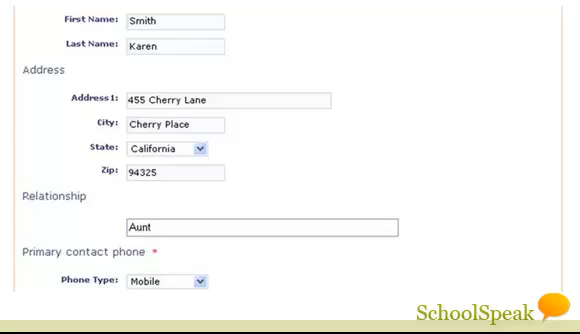 First Name: Smith
Last Name: Karen
Address
Address1: 455 Cherry Lane
City: Cherry Place
State: California
Zip: 94325
Relationship
Aunt
Primary contact phone *
Phone Type: Mobile
SchoolSpeak